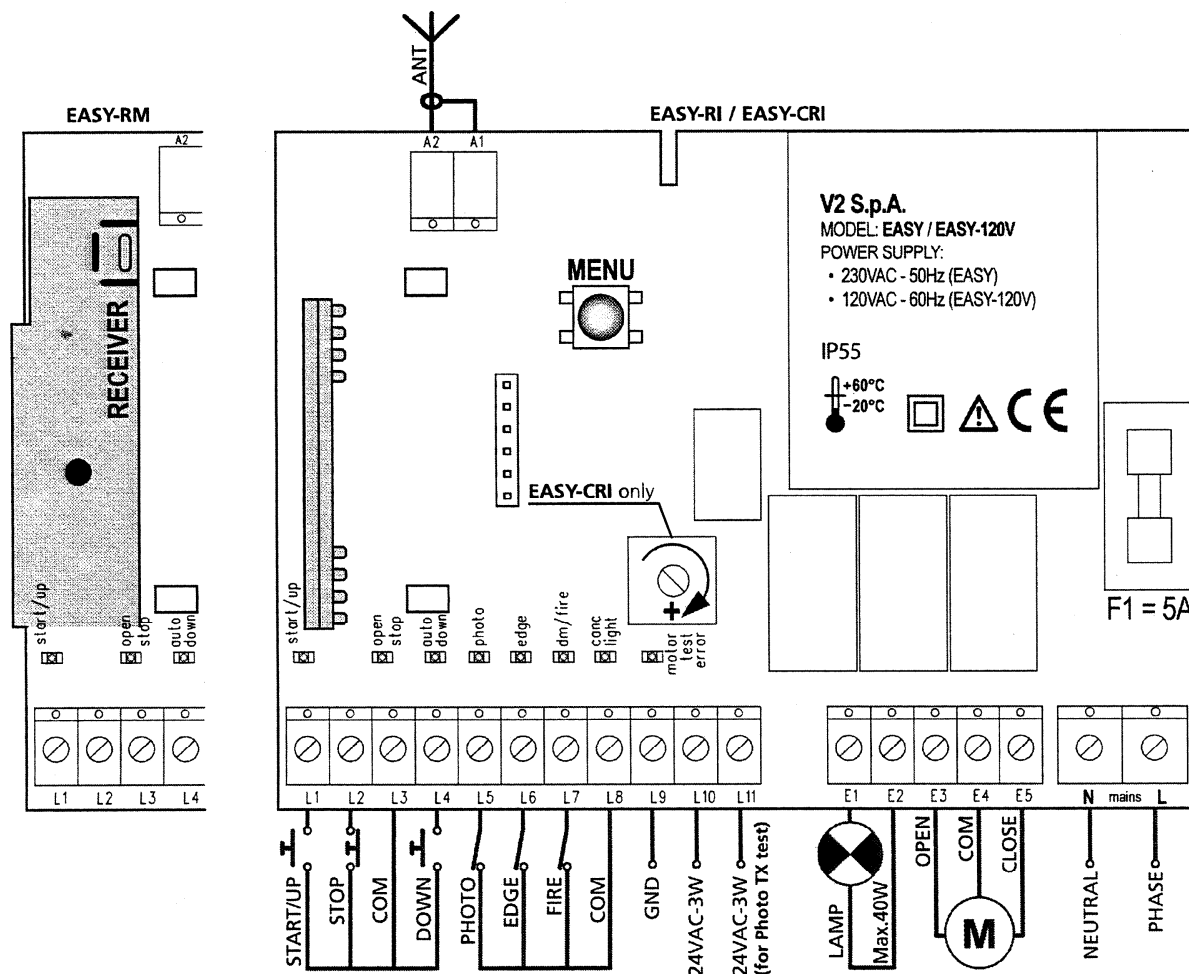 ANT
EASY-RM
EASY-RI / EASY-CRI
A2
A2
A1
V2 S.p.A.
MODEL: EASY / EASY-120V
POWER SUPPLY:
• 230VAC - 50Hz (EASY)
• 120VAC - 60Hz (EASY-120V)
IP55
+60°C
-20°C
CE
MENU
RECEIVER
EASY-CRI only
+
F1 = 5A
start/up
open
stop
auto
down
start/up
open
stop
auto
down
photo
edge
dm/fire
canc
light
motor
test
error
L1 L2 L3 L4
L1 L2 L3 L4 L5 L6 L7 L8 L9 L10 L11
E1 E2 E3 E4 E5
N mains L
START/UP
STOP
COM
DOWN
PHOTO
EDGE
FIRE
COM
GND
24VAC-3W
24VAC-3W
(for Photo TX test)
LAMP
Max.40W
OPEN
COM
CLOSE
M
NEUTRAL
PHASE